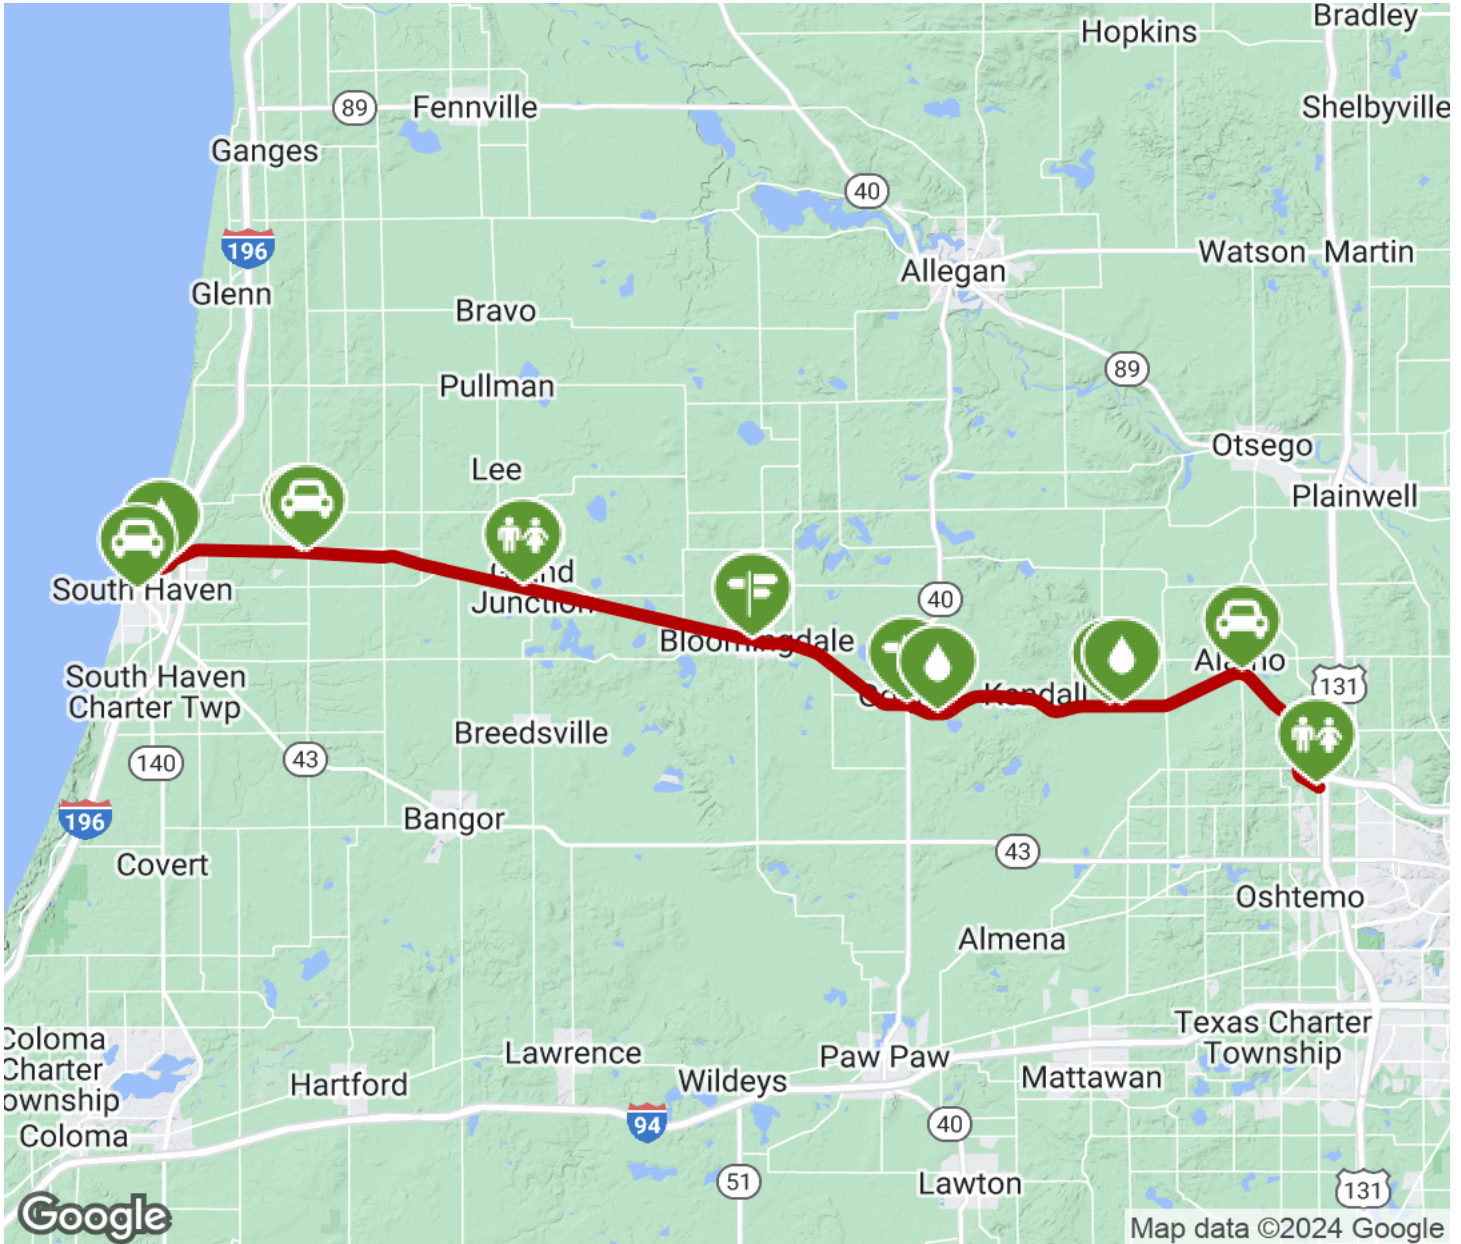 Bradley
Hopkins
89
Fennville
Shelbyville
Ganges
40
196
Watson
Martin
Allegan
Glenn
Bravo
89
Pullman
Otsego
Lee
Plainwell
South Haven
Junction
40
Bloomingdale
Kendall
131
South Haven
Charter Twp
Breedsville
140
43
196
Bangor
43
Covert
Oshtemo
Almena
Coloma
Charter
ownship
Coloma
Texas Charter
Township
Lawrence
Paw Paw
Hartford
Wildeys
Mattawan
94
40
51
Lawton
131
Google
Map data ©2024 Google